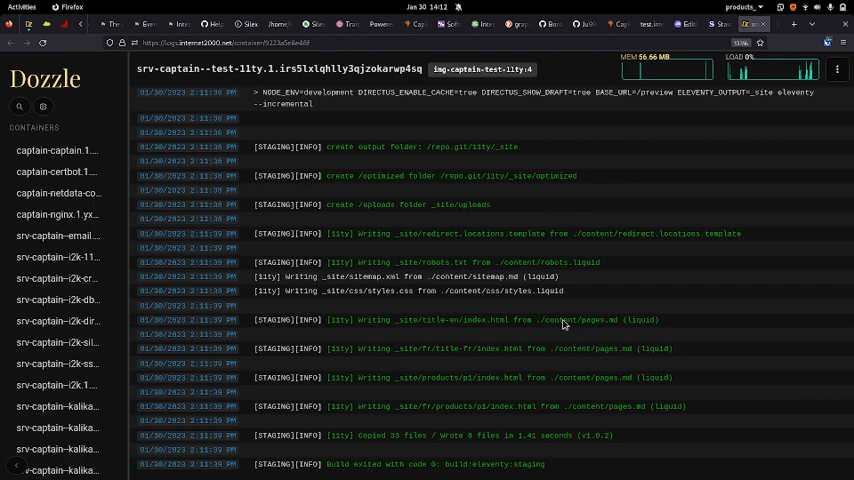 Activities
Firefox
Jan 30 14:12
products_
https://logs.internet2000.net/container/9223a5e8e46f
133%
Dozzle
srv-captain--test-11ty.1.irs5lxlqhlly3qjzokarwp4sq
img-captain-test-11ty:4
MEM 56.66 MB
LOAD 0%
CONTAINERS
captain-captain.1....
captain-certbot.1....
captain-netdata-co...
captain-nginx.1.yx...
srv-captain--email....
srv-captain--i2k-11...
srv-captain--i2k-cr...
srv-captain--i2k-db...
srv-captain--i2k-dir...
srv-captain--i2k-sil...
srv-captain--i2k-ss...
srv-captain--i2k.1....
srv-captain--kalika...
srv-captain--kalika...
srv-captain--kalika...
srv-captain--kalika...
01/30/2023 2:11:36 PM > NODE_ENV=development DIRECTUS_ENABLE_CACHE=true DIRECTUS_SHOW_DRAFT=true BASE_URL=/preview ELEVENTY_OUTPUT=_site eleventy
--incremental
01/30/2023 2:11:36 PM
01/30/2023 2:11:36 PM
01/30/2023 2:11:38 PM [STAGING][INFO] create output folder: /repo.git/11ty/_site
01/30/2023 2:11:38 PM
01/30/2023 2:11:38 PM [STAGING][INFO] create /optimized folder /repo.git/11ty/_site/optimized
01/30/2023 2:11:38 PM
01/30/2023 2:11:38 PM [STAGING][INFO] create /uploads folder _site/uploads
01/30/2023 2:11:38 PM
01/30/2023 2:11:39 PM [STAGING][INFO] [11ty] Writing _site/redirect.locations.template from ./content/redirect.locations.template
01/30/2023 2:11:39 PM
01/30/2023 2:11:39 PM [STAGING][INFO] [11ty] Writing _site/robots.txt from ./content/robots.liquid
01/30/2023 2:11:39 PM [11ty] Writing _site/sitemap.xml from ./content/sitemap.md (liquid)
01/30/2023 2:11:39 PM [11ty] Writing _site/css/styles.css from ./content/css/styles.liquid
01/30/2023 2:11:39 PM
01/30/2023 2:11:39 PM [STAGING][INFO] [11ty] Writing _site/title-en/index.html from ./content/pages.md (liquid)
01/30/2023 2:11:39 PM
01/30/2023 2:11:39 PM [STAGING][INFO] [11ty] Writing _site/fr/title-fr/index.html from ./content/pages.md (liquid)
01/30/2023 2:11:39 PM
01/30/2023 2:11:39 PM [STAGING][INFO] [11ty] Writing _site/products/p1/index.html from ./content/pages.md (liquid)
01/30/2023 2:11:39 PM
01/30/2023 2:11:39 PM [STAGING][INFO] [11ty] Writing _site/fr/products/p1/index.html from ./content/pages.md (liquid)
01/30/2023 2:11:39 PM
01/30/2023 2:11:39 PM [STAGING][INFO] [11ty] Copied 33 files / Wrote 8 files in 1.41 seconds (v1.0.2)
01/30/2023 2:11:39 PM
01/30/2023 2:11:39 PM [STAGING][INFO] Build exited with code 0: build:eleventy:staging